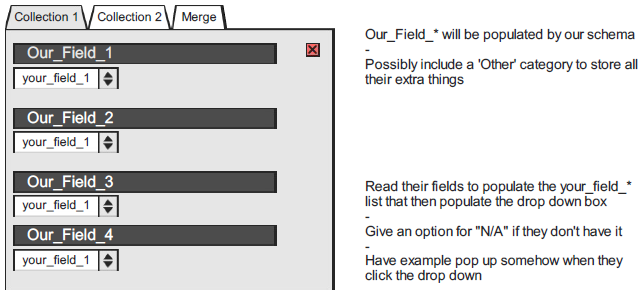 Collection 1
Collection 2
Merge
Our_Field_1
your_field_1
Our_Field_2
your_field_1
Our_Field_3
your_field_1
Our_Field_4
your_field_1
Our_Field_* will be populated by our schema
-
Possibly include a 'Other' category to store all
their extra things
Read their fields to populate the your_field_*
list that then populate the drop down box
-
Give an option for "N/A" if they don't have it
-
Have example pop up somehow when they
click the drop down